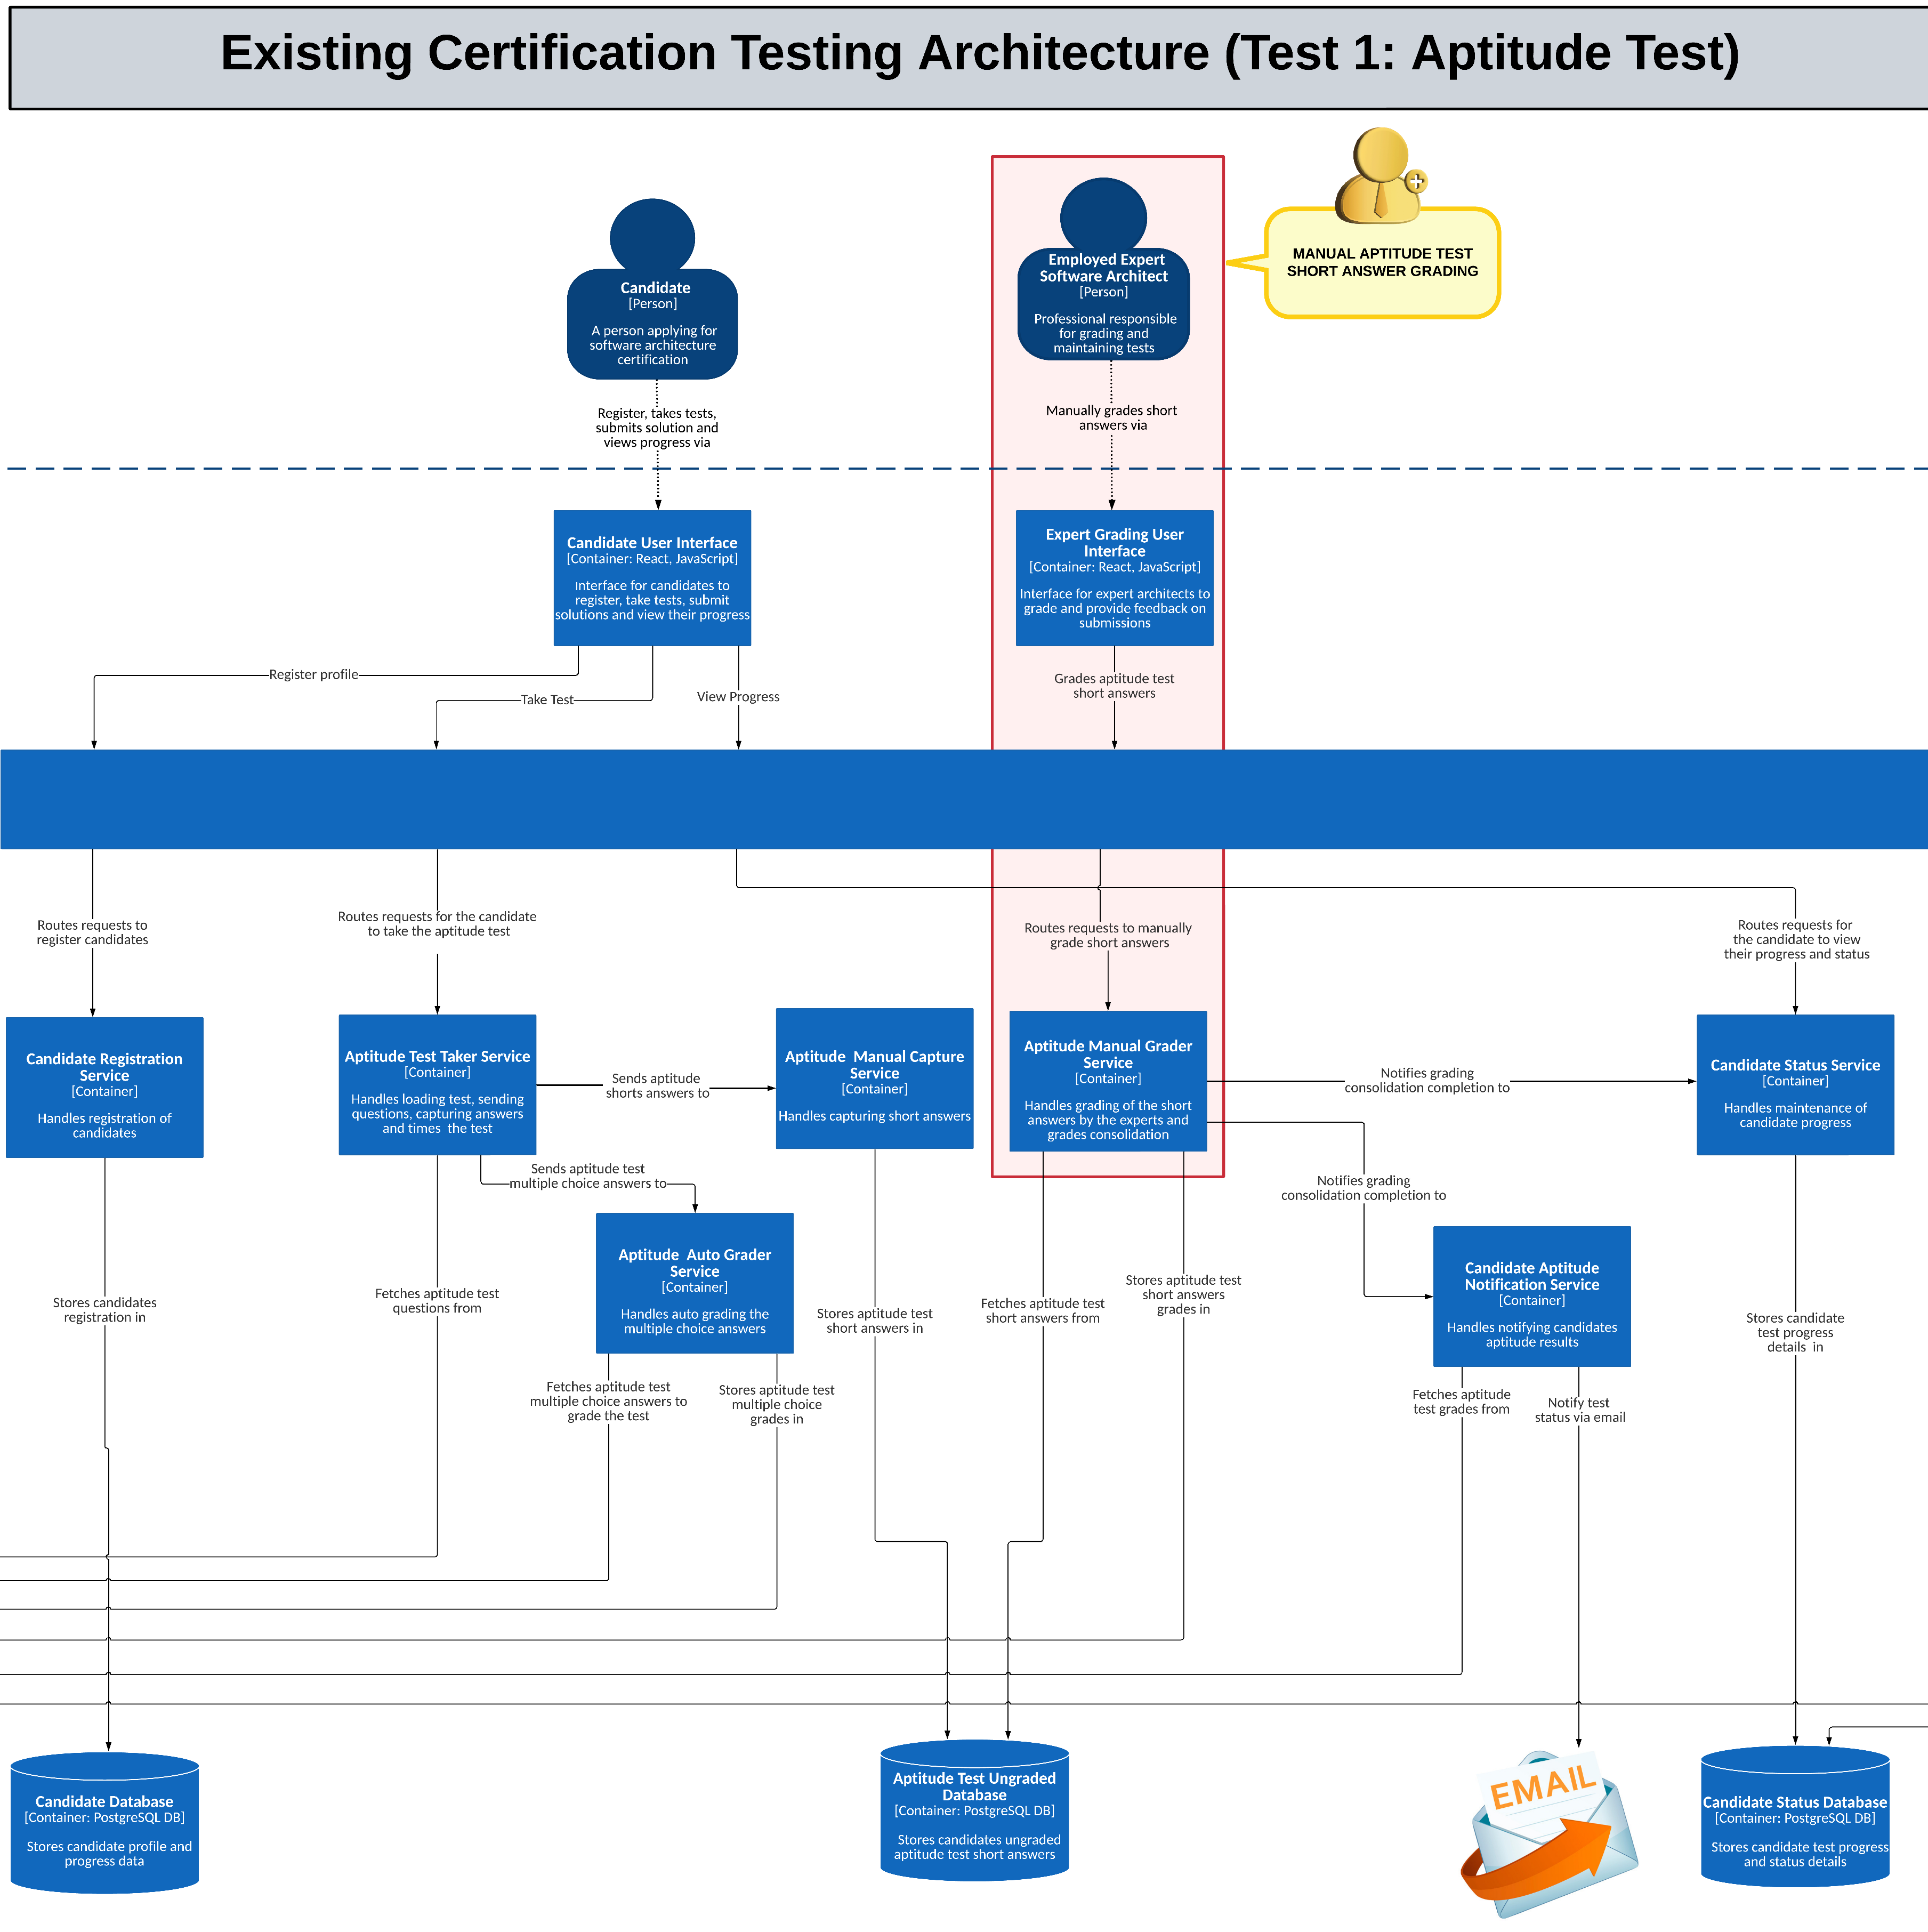 Existing Certification Testing Architecture (Test 1: Aptitude Test)
MANUAL APTITUDE TEST
SHORT ANSWER GRADING
Candidate
[Person]
A person applying for
software architecture
certification
Employed Expert
Software Architect
[Person]
Professional responsible
for grading and
maintaining tests
Register, takes tests,
submits solution and
views progress via
Manually grades short
answers via
Candidate User Interface
[Container: React, JavaScript]
Interface for candidates to
register, take tests, submit
solutions and view their progress
Expert Grading User
Interface
[Container: React, JavaScript]
Interface for expert architects to
grade and provide feedback on
submissions
Register profile
Take Test
View Progress
Grades aptitude test
short answers
Routes requests to
register candidates
Routes requests for the candidate
to take the aptitude test
Routes requests to manually
grade short answers
Routes requests for
the candidate to view
their progress and status
Candidate Registration
Service
[Container]
Handles registration of
candidates
Aptitude Test Taker Service
[Container]
Handles loading test, sending
questions, capturing answers
and times the test
Sends aptitude
shorts answers to
Aptitude Manual Capture
Service
[Container]
Handles capturing short answers
Aptitude Manual Grader
Service
[Container]
Handles grading of the short
answers by the experts and
grades consolidation
Notifies grading
consolidation completion to
Candidate Status Service
[Container]
Handles maintenance of
candidate progress
Sends aptitude test
multiple choice answers to
Notifies grading
consolidation completion to
Aptitude Auto Grader
Service
[Container]
Handles auto grading the
multiple choice answers
Candidate Aptitude
Notification Service
[Container]
Handles notifying candidates
aptitude results
Stores candidates
registration in
Fetches aptitude test
questions from
Stores aptitude test
short answers in
Fetches aptitude test
short answers from
Stores aptitude test
short answers
grades in
Stores candidate
test progress
details in
Fetches aptitude test
multiple choice answers to
grade the test
Stores aptitude test
multiple choice
grades in
Fetches aptitude
test grades from
Notify test
status via email
Candidate Database
[Container: PostgreSQL DB]
Stores candidate profile and
progress data
Aptitude Test Ungraded
Database
[Container: PostgreSQL DB]
Stores candidates ungraded
aptitude test short answers
EMAIL
Candidate Status Database
[Container: PostgreSQL DB]
Stores candidate test progress
and status details